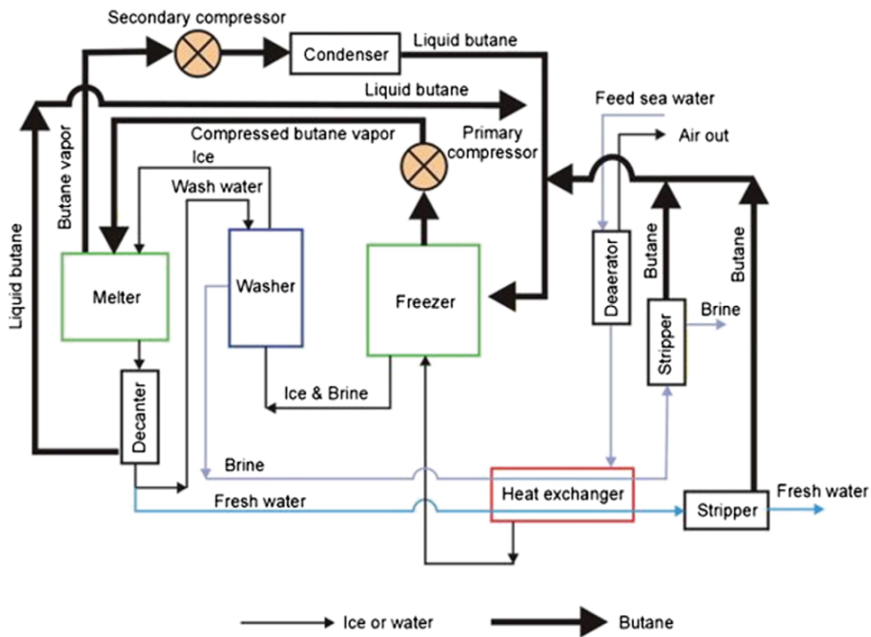 Secondary compressor
Condenser
Liquid butane
Liquid butane
Feed sea water
Air out
Compressed butane vapor
Primary
compressor
Ice
Wash water
Butane vapor
Liquid butane
Melter
Washer
Freezer
Deaerator
Butane
Butane
Stripper
Brine
Decanter
Ice & Brine
Brine
Heat exchanger
Fresh water
Stripper
Fresh water
Ice or water
Butane